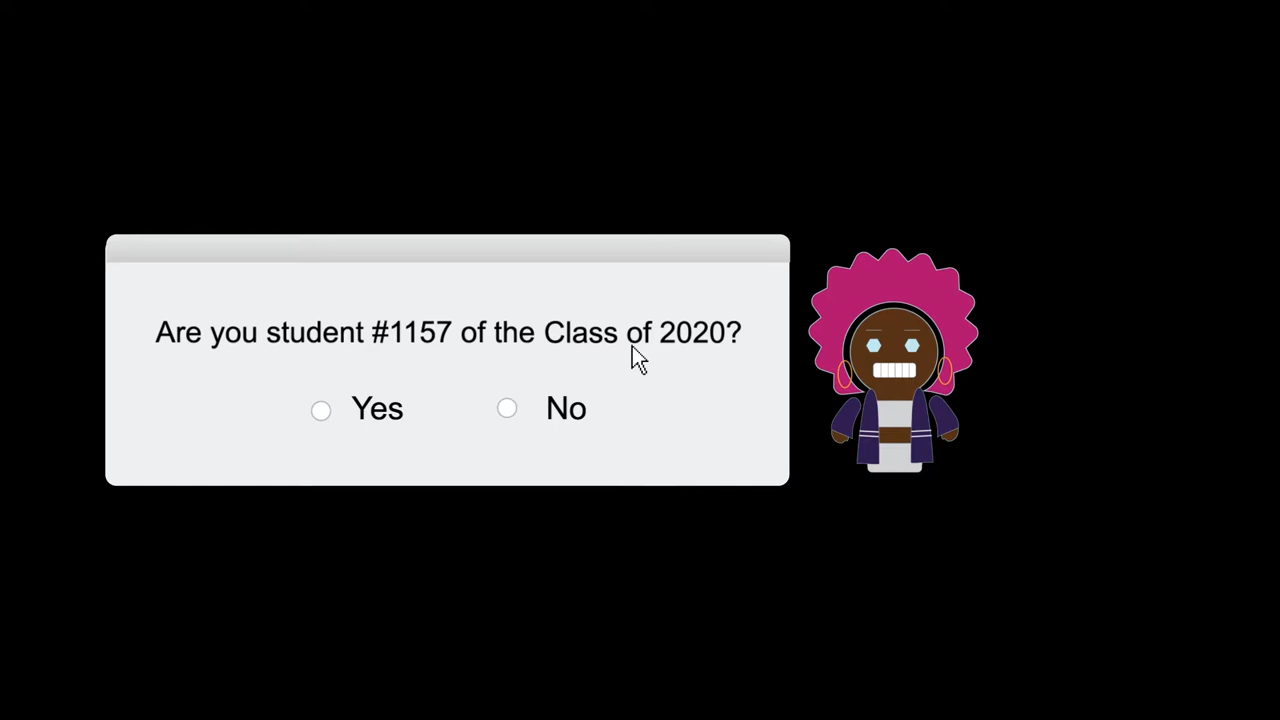 Are you student #1157 of the Class of 2020?
Yes No